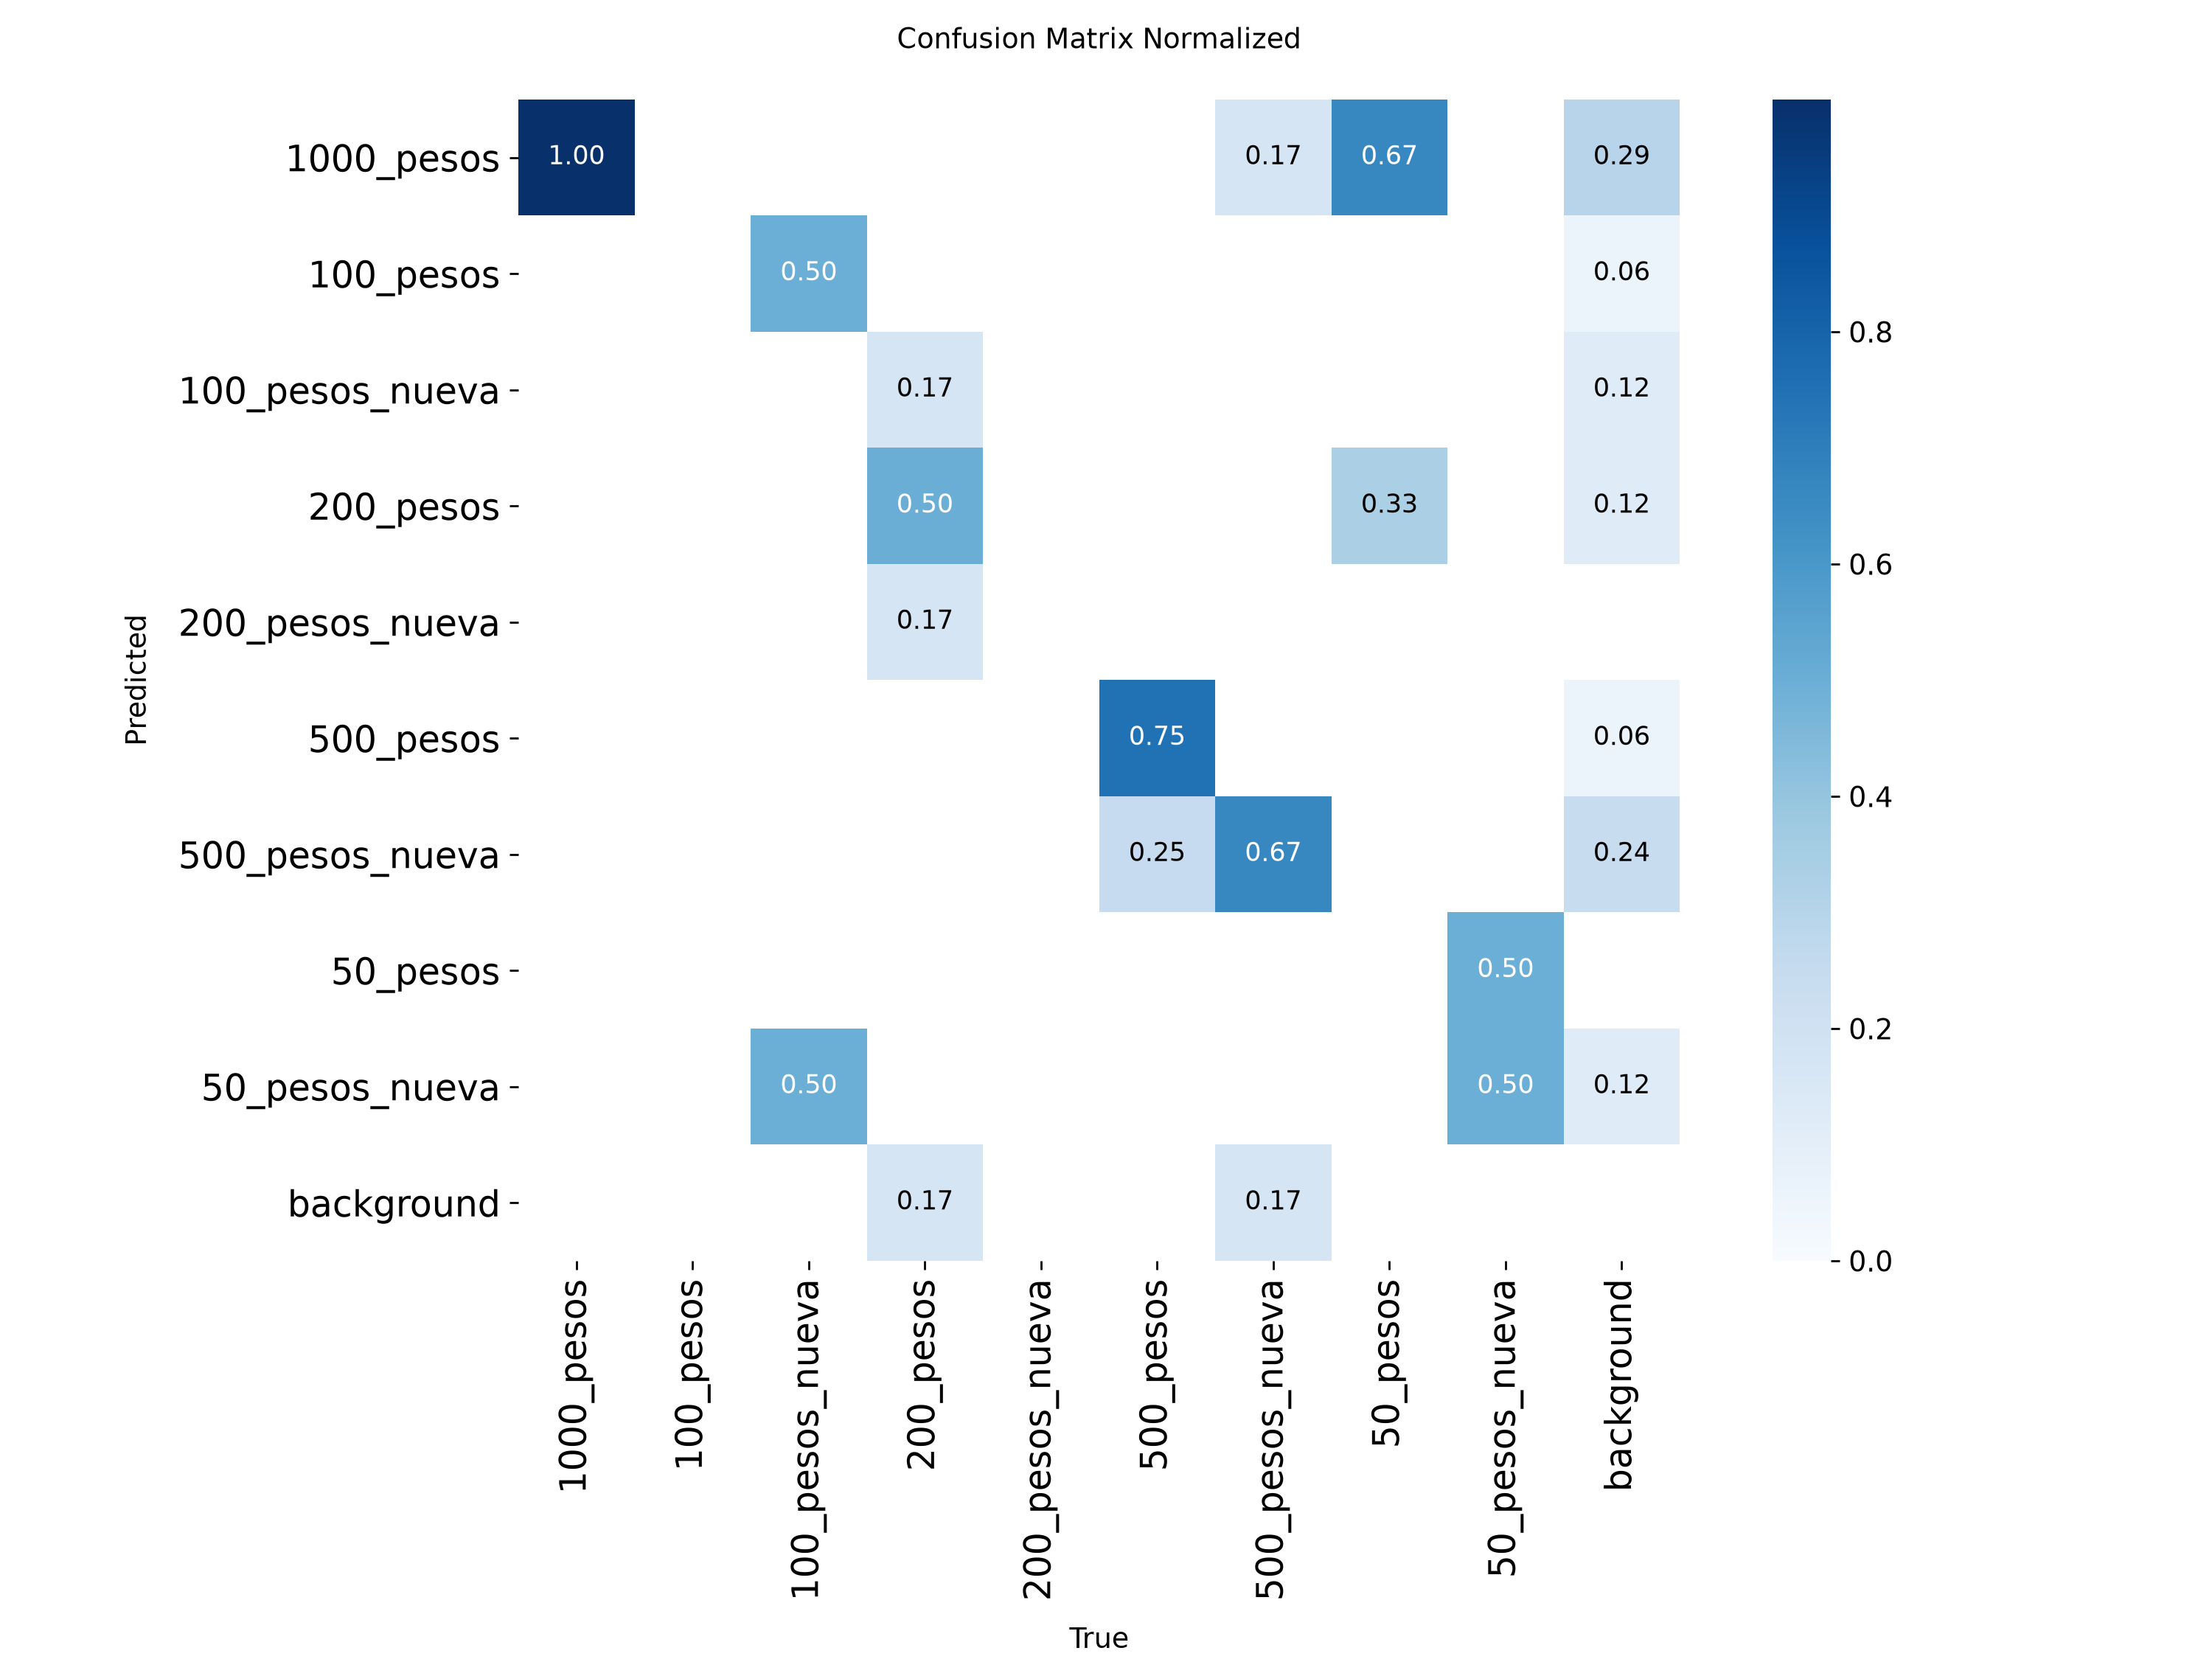 Confusion Matrix Normalized
1000_pesos 1.00 0.17 0.67 0.29
100_pesos 0.50 0.06
100_pesos_nueva 0.17 0.12
200_pesos 0.50 0.33 0.12
200_pesos_nueva 0.17
500_pesos 0.75 0.06
500_pesos_nueva 0.25 0.67 0.24
50_pesos 0.50
50_pesos_nueva 0.50 0.50 0.12
background 0.17 0.17
Predicted
1000_pesos
100_pesos
100_pesos_nueva
200_pesos
200_pesos_nueva
500_pesos
500_pesos_nueva
50_pesos
50_pesos_nueva
background
True
0.8
0.6
0.4
0.2
0.0